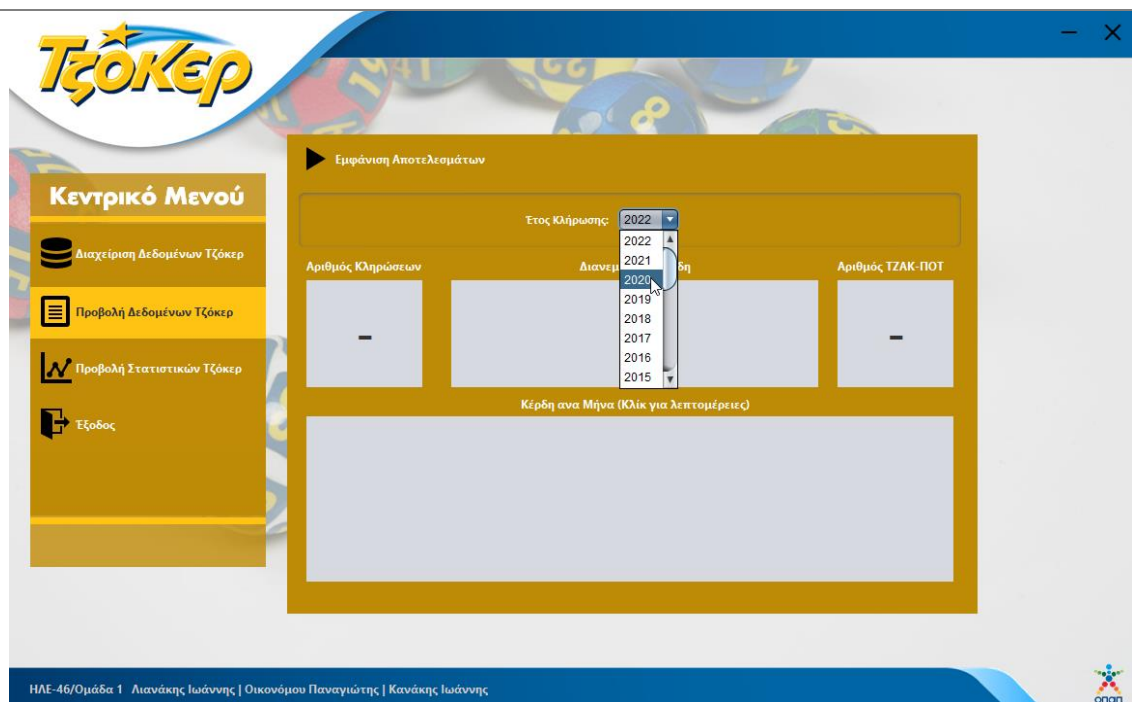 Τζόκερ
Εμφάνιση Αποτελεσμάτων
Κεντρικό Μενού
Διαχείριση Δεδομένων Τζόκερ
Προβολή Δεδομένων Τζόκερ
Προβολή Στατιστικών Τζόκερ
Έξοδος
Έτος Κλήρωσης: 2022
2022
2021
2020
2019
2018
2017
2016
2015
Αριθμός Κληρώσεων
Αριθμός ΤΖΑΚ-ΠΟΤ
-
-
Κέρδη ανα Μήνα (Κλίκ για λεπτομέρειες)
ΗΛΕ-46/Ομάδα 1 Λιανάκης Ιωάννης | Οικονόμου Παναγιώτης | Κανάκης Ιωάννης
οπαπ